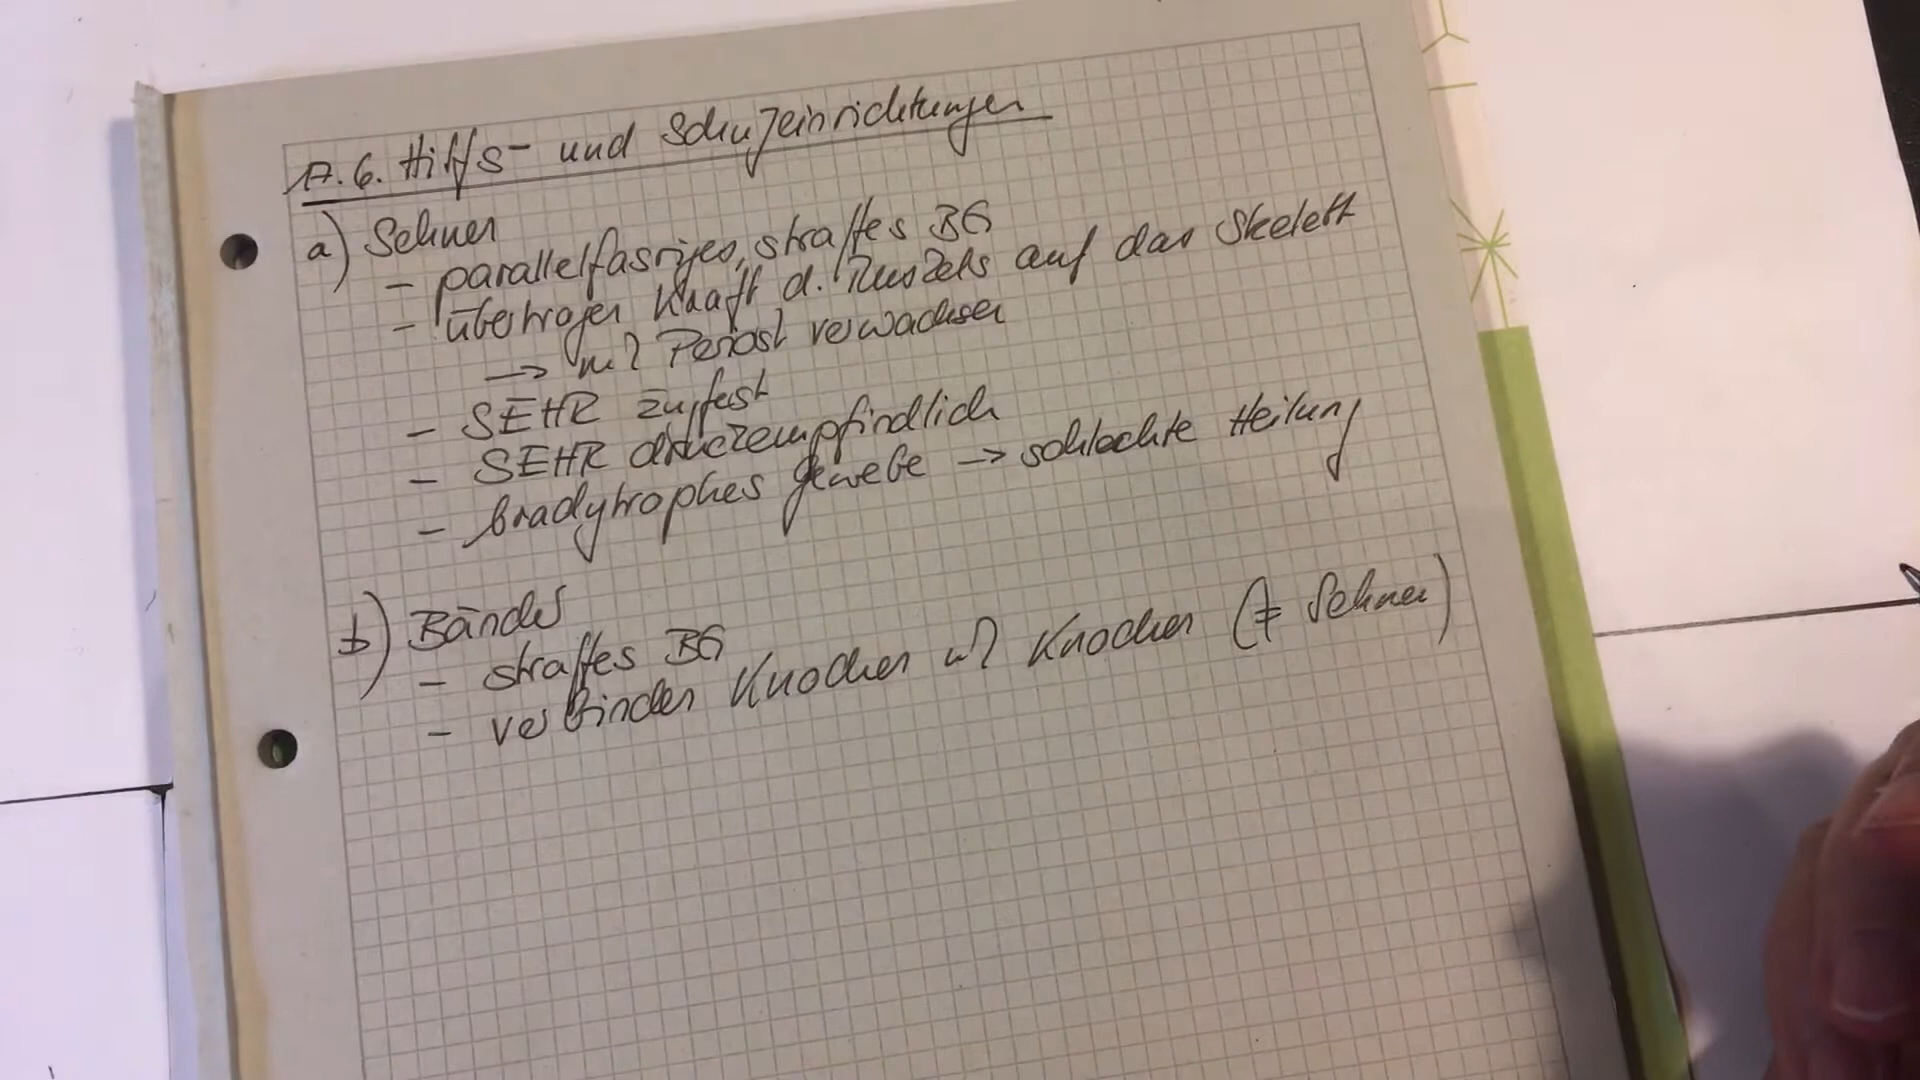 17.6. Hilfs- und Schutzeinrichtungen
a) Sehnen
- parallelfasriges, straffes BG
- übertragen Kraft d. Muskels auf das Skelett
→ m? Periost verwachsen
- SEHR zugfest
- SEHR druckempfindlich
- bradytrophes Gewebe → schlechte Heilung
b) Bänder
- straffes BG
- verbinden Knochen m? Knochen (≠ Sehnen)